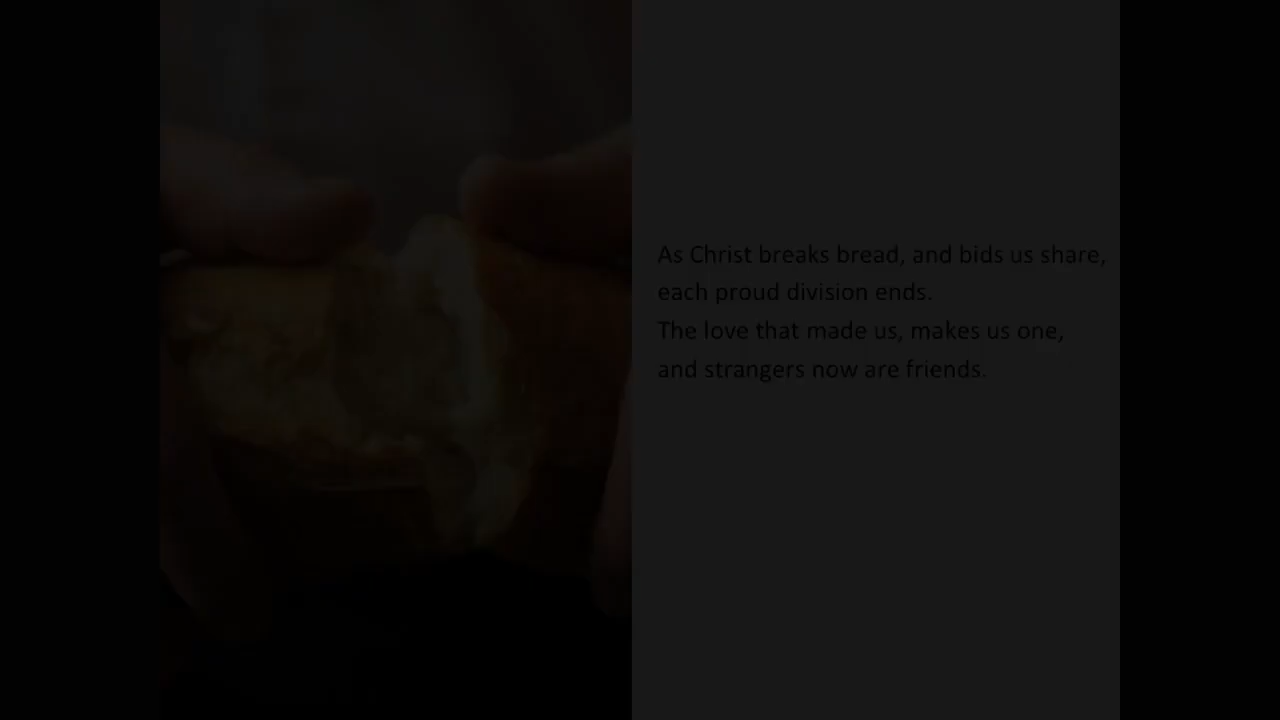 As Christ breaks bread, and bids us share,
each proud division ends.
The love that made us, makes us one,
and strangers now are friends.